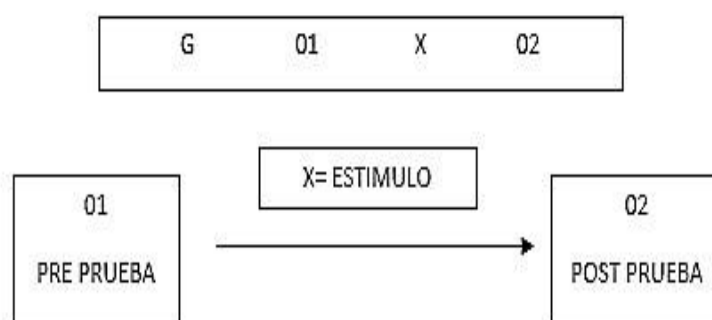 G 01 X 02
X= ESTIMULO
01
PRE PRUEBA
02
POST PRUEBA